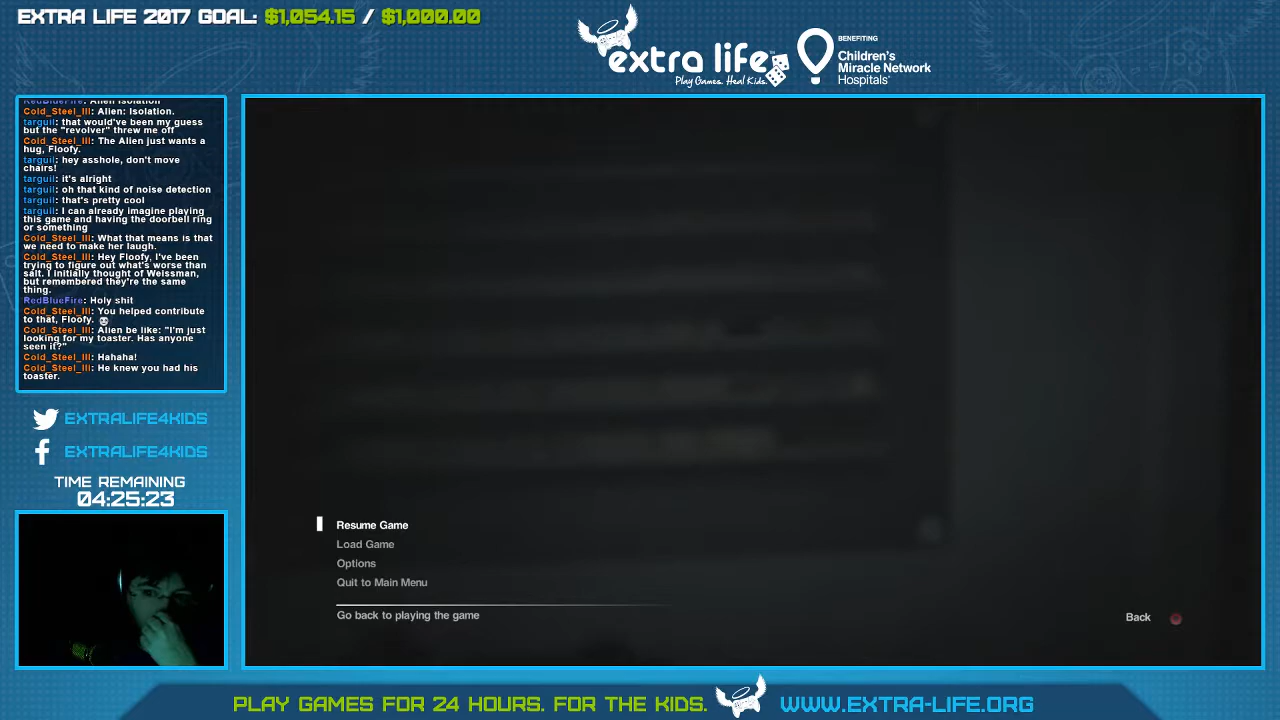 EXTRA LIFE 2017 GOAL: $1,054.15 / $1,000.00
extra life
Play Games. Heal Kids.
BENEFITING
Children's
Miracle Network
Hospitals
RedBlueFire: Alien Isolation
Cold_Steel_III: Alien: Isolation.
targuil: that would've been my guess
but the "revolver" threw me off
Cold_Steel_III: The Alien just wants a
hug, Floofy.
targuil: hey asshole, don't move
chairs!
targuil: it's alright
targuil: oh that kind of noise detection
targuil: that's pretty cool
targuil: I can already imagine playing
this game and having the doorbell ring
or something
Cold_Steel_III: What that means is that
we need to make her laugh.
Cold_Steel_III: Hey Floofy, I've been
trying to figure out what's worse than
salt. I initially thought of Weissman,
but remembered they're the same
thing.
RedBlueFire: Holy shit
Cold_Steel_III: You helped contribute
to that, Floofy.
Cold_Steel_III: Alien be like: "I'm just
looking for my toaster. Has anyone
seen it?"
Cold_Steel_III: Hahaha!
Cold_Steel_III: He knew you had his
toaster.
EXTRALIFE4KIDS
EXTRALIFE4KIDS
TIME REMAINING
04:25:23
Resume Game
Load Game
Options
Quit to Main Menu
Go back to playing the game
Back
PLAY GAMES FOR 24 HOURS. FOR THE KIDS.
WWW.EXTRA-LIFE.ORG